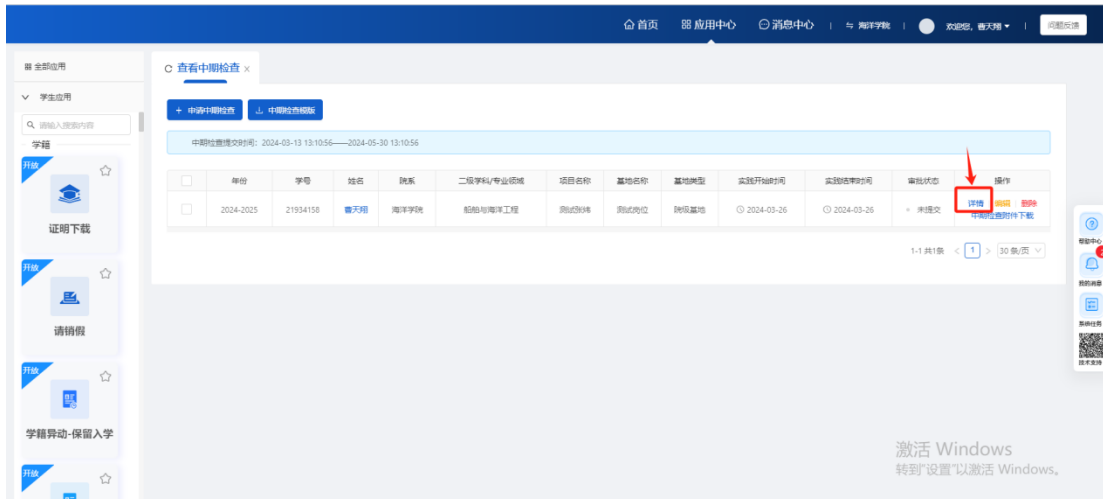 首页 应用中心 消息中心 海洋学院 欢迎您, 曹天翔 问题反馈
全部应用
查看中期检查 ×
学生应用
+ 申请中期检查 中期检查模版
请输入搜索内容
中期检查提交时间: 2024-03-13 13:10:56——2024-05-30 13:10:56
学籍
年份 学号 姓名 院系 二级学科/专业领域 项目名称 基地名称 基地类型 实践开始时间 实践结束时间 审批状态 操作
2024-2025 21934158 曹天翔 海洋学院 船舶与海洋工程 测试张炜 测试岗位 院级基地 2024-03-26 2024-03-26 未提交 详情 编辑 删除
中期检查附件下载
开放
证明下载
1-1 共1条 < 1 > 30 条/页
帮助中心
我的消息
系统任务
技术支持
开放
请销假
开放
学籍异动-保留入学
开放
激活 Windows
转到"设置"以激活 Windows。